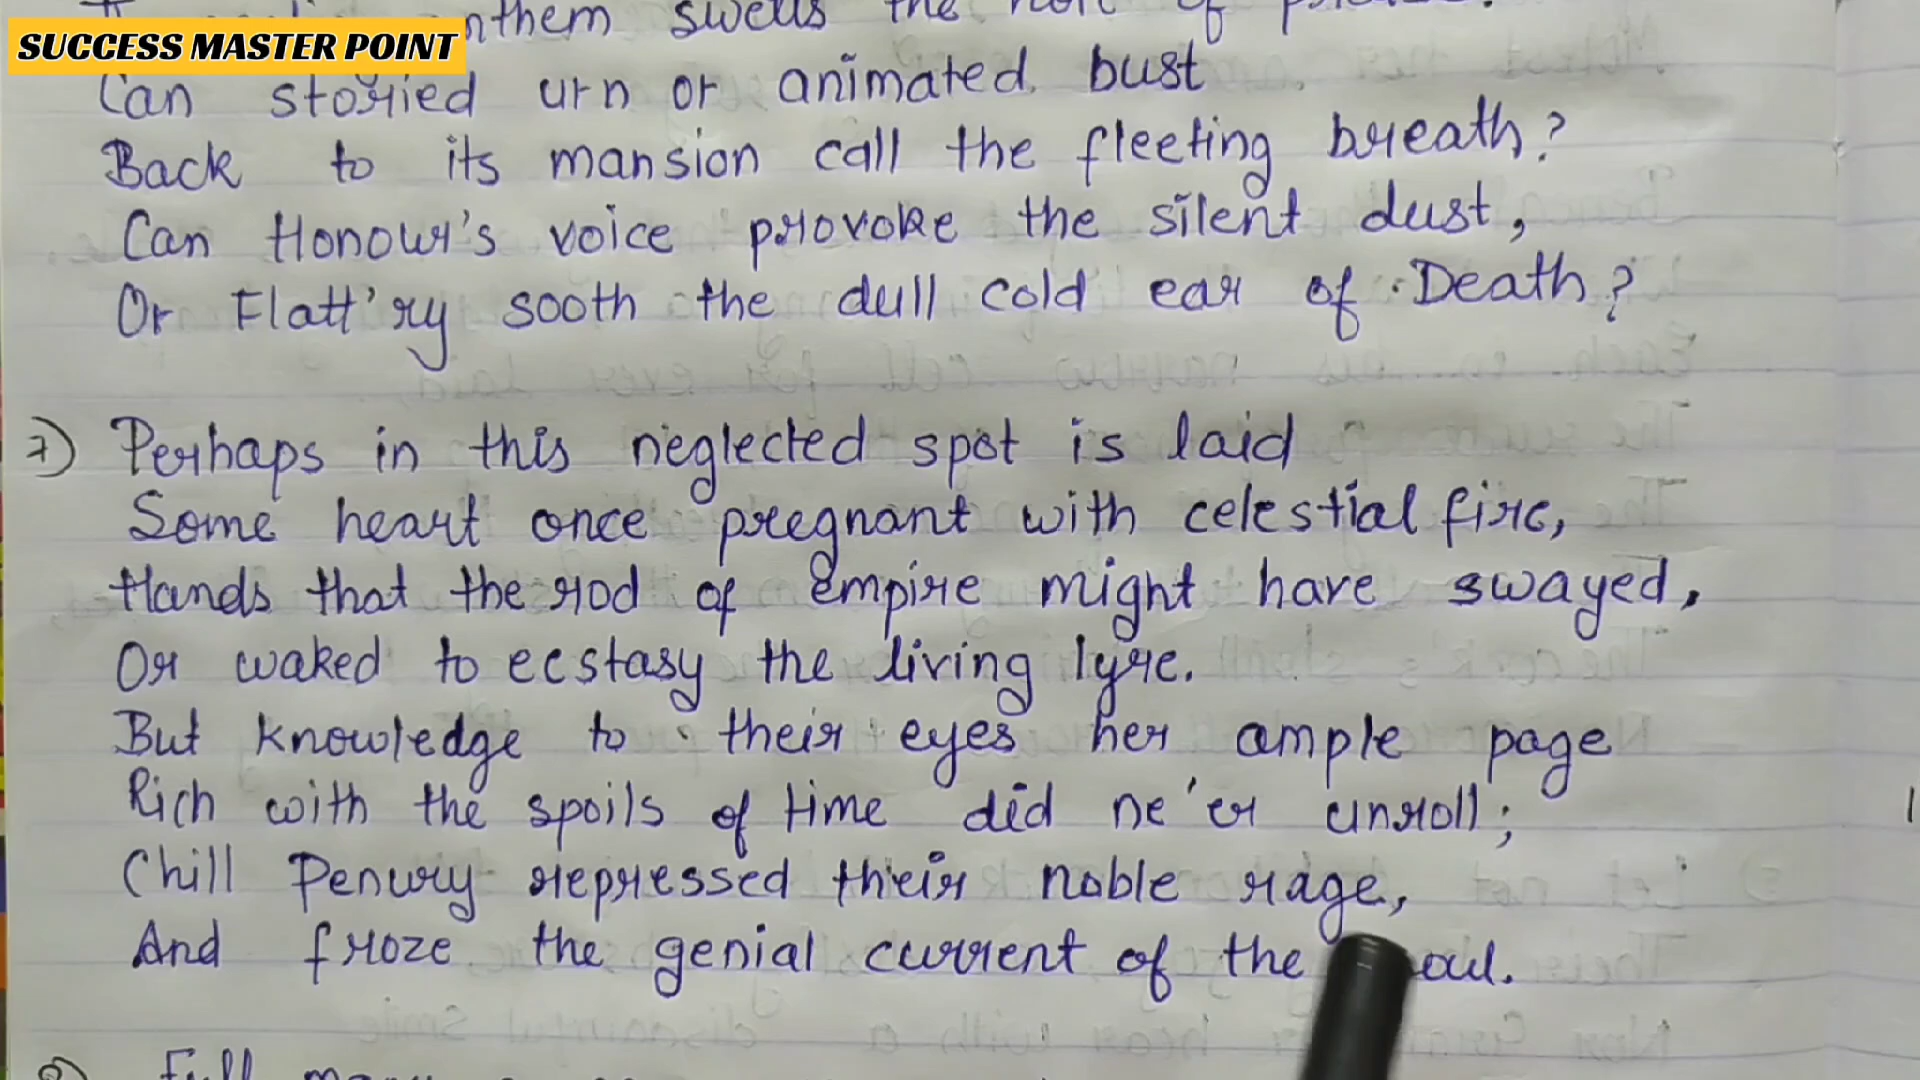 nthem swells the
SUCCESS MASTER POINT
Can storied urn or animated bust
Back to its mansion call the fleeting breath?
Can Honour's voice provoke the silent dust,
Or Flatt'ry sooth the dull cold ear of Death?
7) Perhaps in this neglected spot is laid
Some heart once pregnant with celestial fire,
Hands that the rod of empire might have swayed,
Or waked to ecstasy the living lyre.
But knowledge to their eyes her ample page
Rich with the spoils of time did ne'er unroll;
Chill Penury repressed their noble rage,
And froze the genial current of the oul.
Full